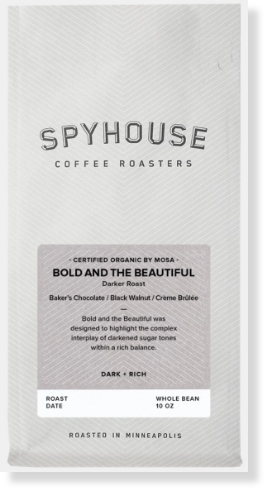 SPYHOUSE
COFFEE ROASTERS
- CERTIFIED ORGANIC BY MOSA -
BOLD AND THE BEAUTIFUL
Darker Roast
Baker's Chocolate / Black Walnut / Crème Brûlée
—
Bold and the Beautiful was
designed to highlight the complex
interplay of darkened sugar tones
within a rich balance.
DARK + RICH
ROAST WHOLE BEAN
DATE 10 OZ
ROASTED IN MINNEAPOLIS